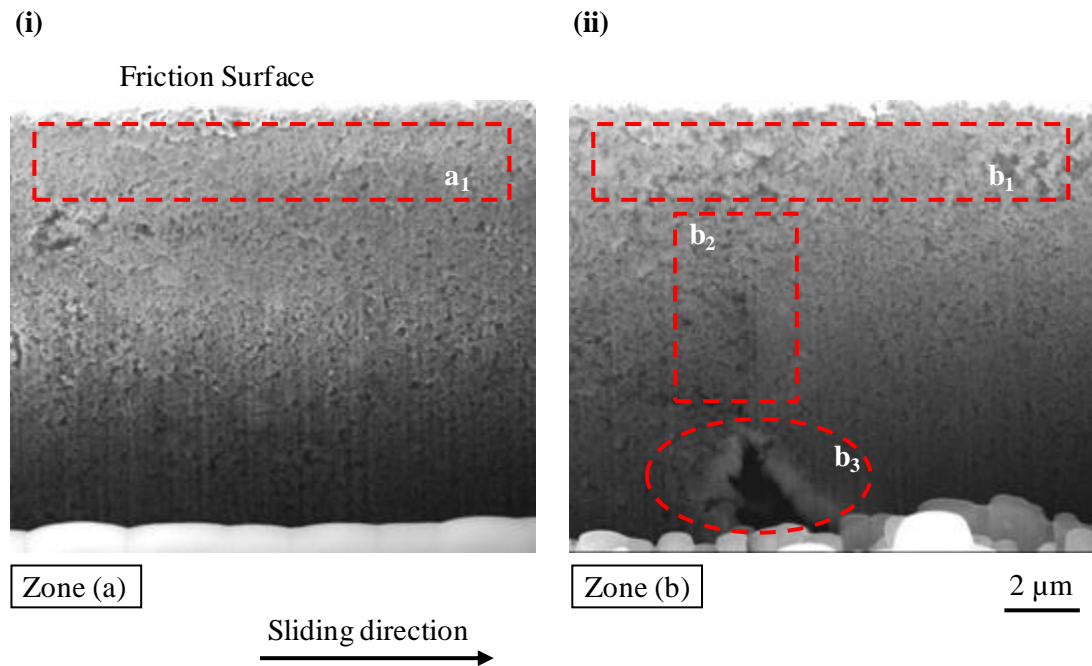 (i)
(ii)
Friction Surface
a₁
b₁
b₂
b₃
Zone (a)
Zone (b)
2 µm
Sliding direction